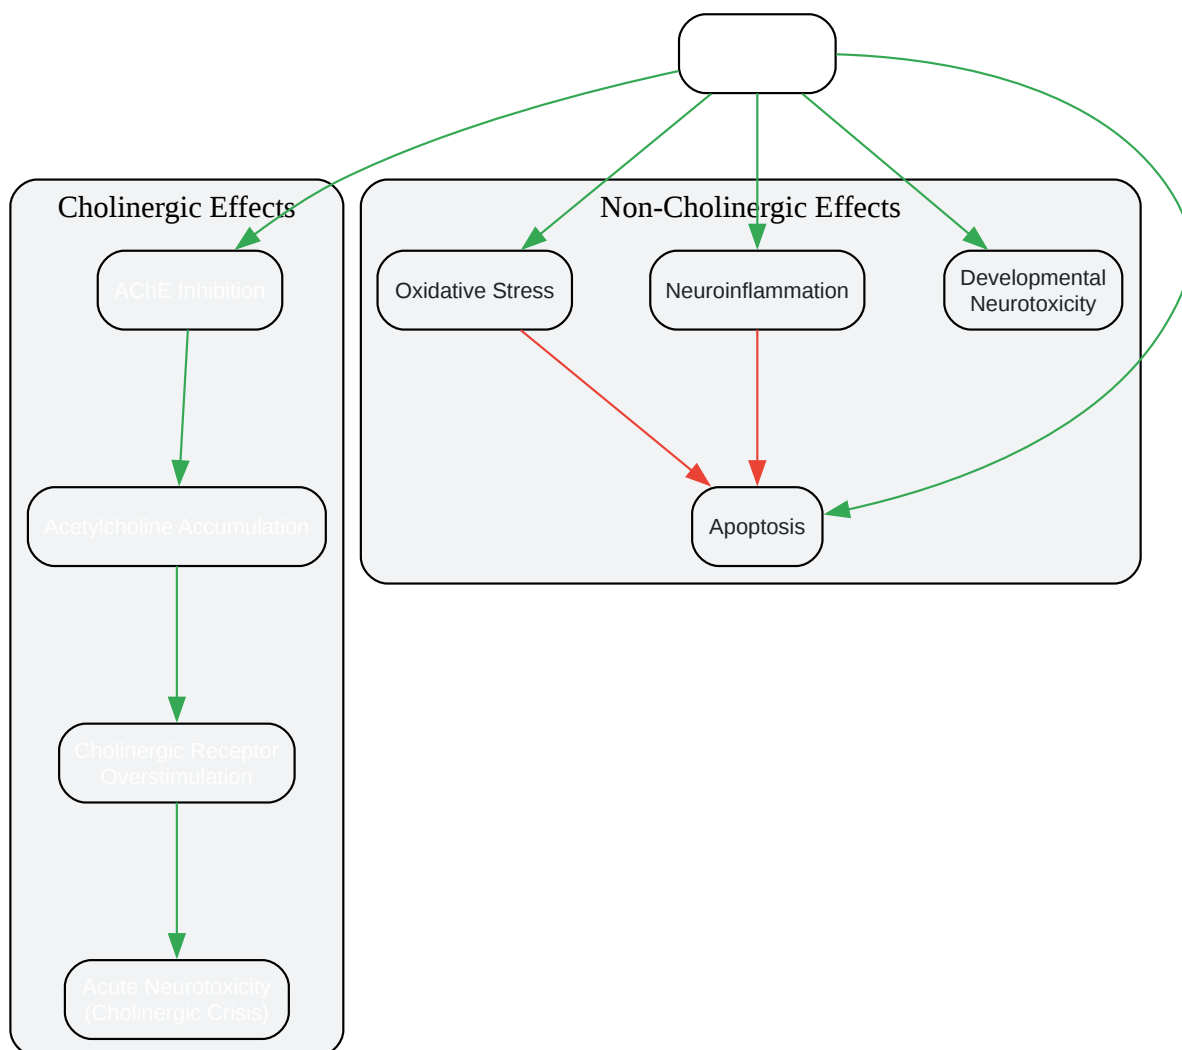 Cholinergic Effects
Non-Cholinergic Effects
AChE Inhibition
Oxidative Stress
Neuroinflammation
Developmental
Neurotoxicity
Acetylcholine Accumulation
Apoptosis
Cholinergic Receptor
Overstimulation
Acute Neurotoxicity
(Cholinergic Crisis)